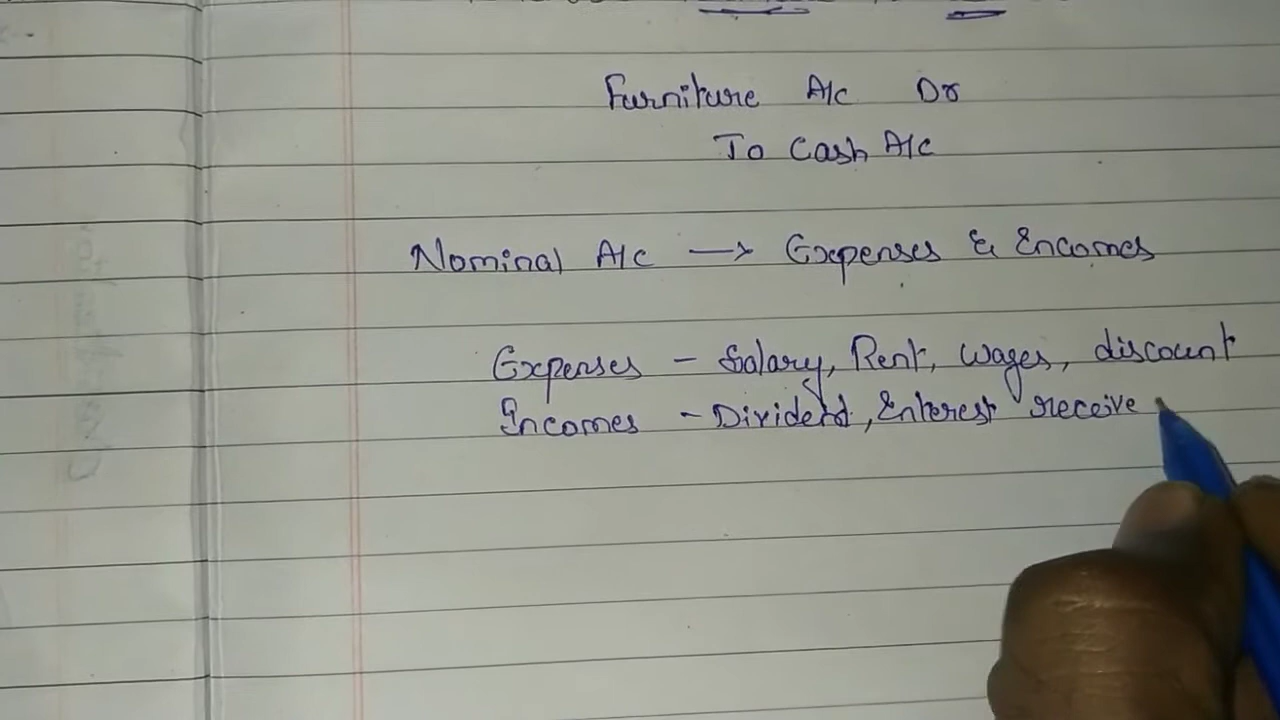 Furniture A/c Dr
To Cash A/c
Nominal A/c → Expenses & Incomes
Expenses - Salary, Rent, Wages, discount
Incomes - Dividend, Interest receive